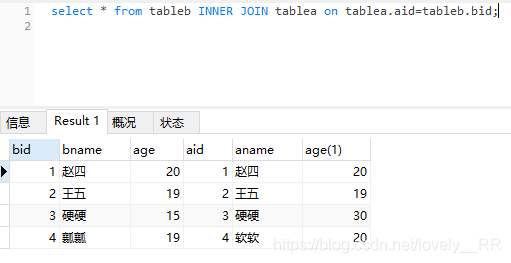 1 select * from tableb INNER JOIN tablea on tablea.aid=tableb.bid;
2
信息 Result 1 概况 状态
bid bname age aid aname age(1)
1 赵四 20 1 赵四 20
2 王五 19 2 王五 19
3 硬硬 15 3 硬硬 30
4 瓤瓤 19 4 软软 20
https://blog.csdn.net/lovely__RR